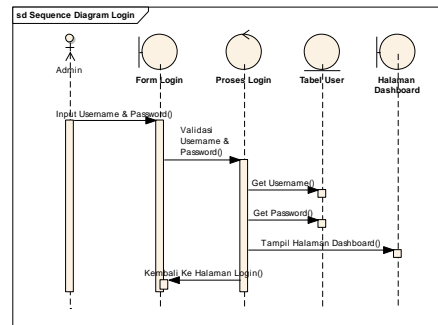 sd Sequence Diagram Login
Admin
Form Login
Proses Login
Tabel User
Halaman
Dashboard
Input Username & Password()
Validasi
Username &
Password()
Get Username()
Get Password()
Tampil Halaman Dashboard()
Kembali Ke Halaman Login()